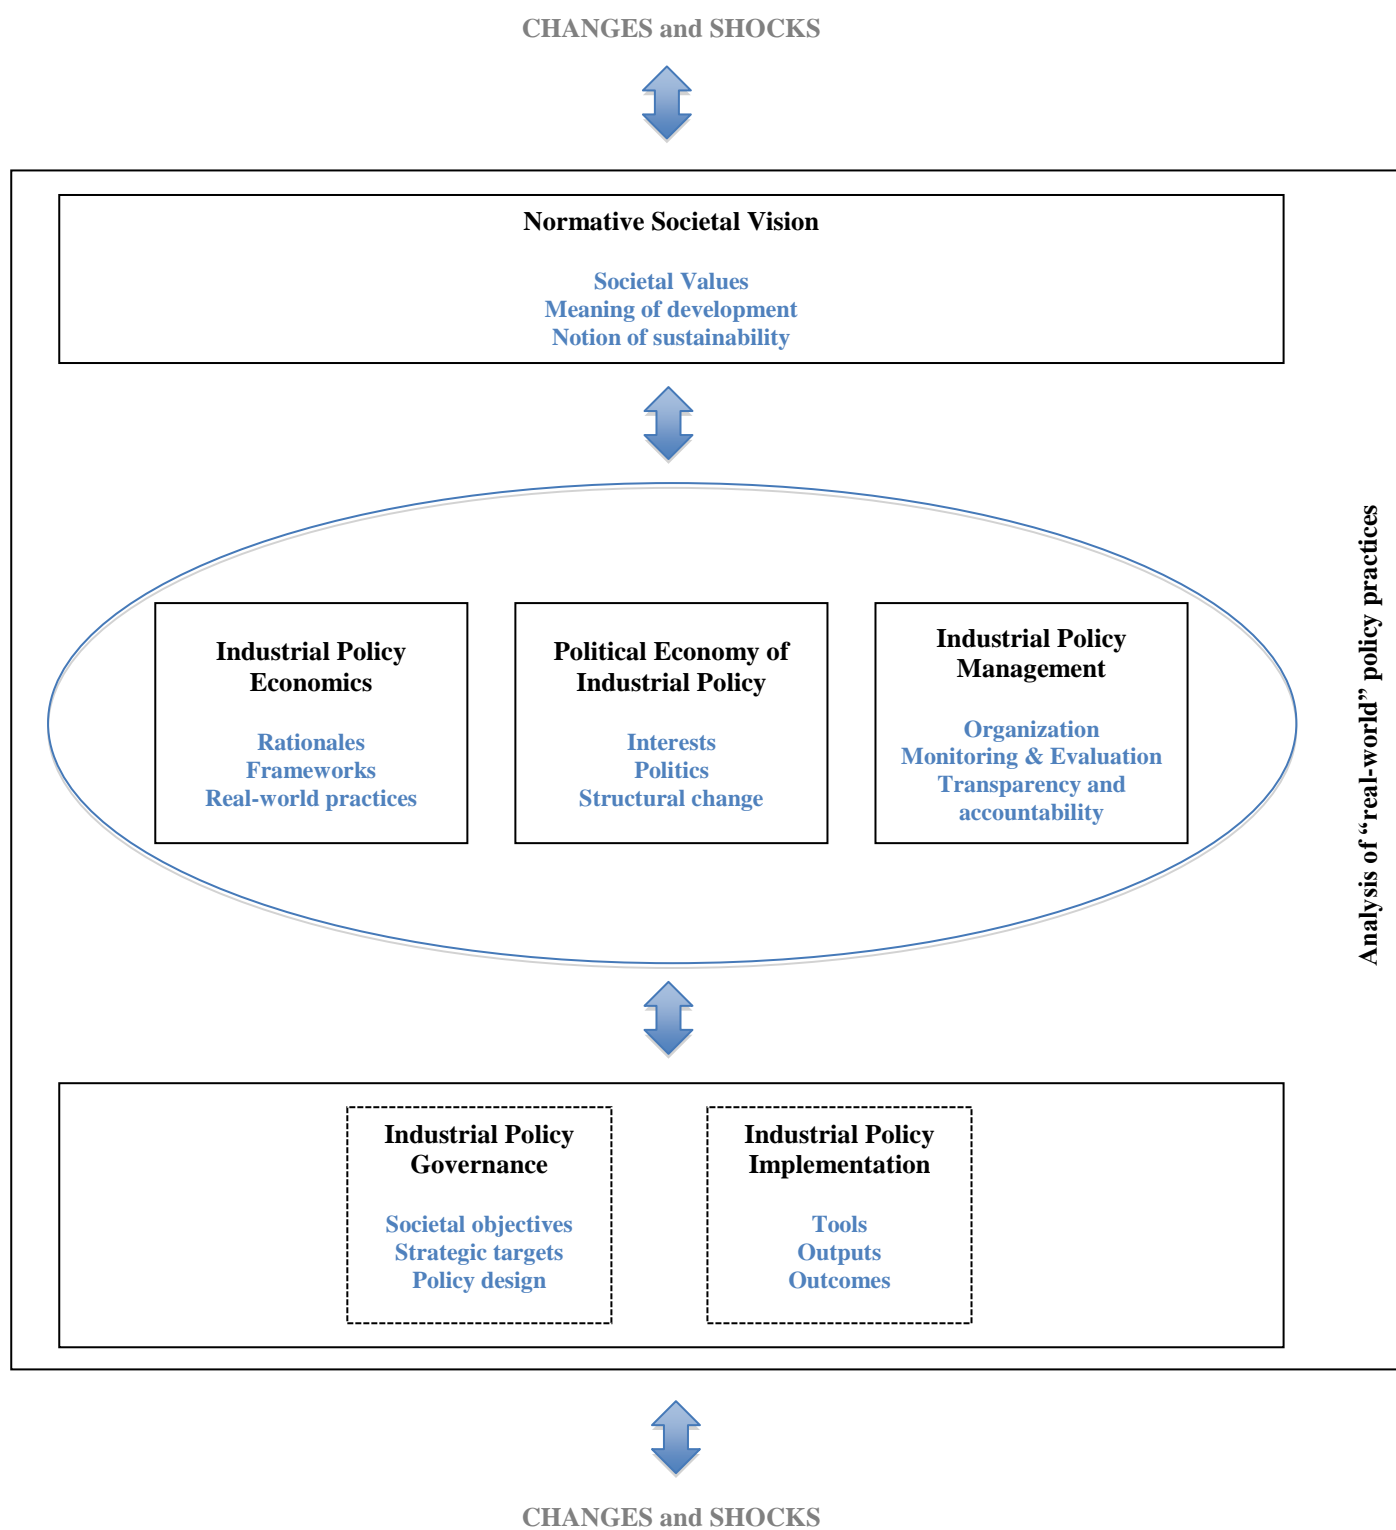 CHANGES and SHOCKS
Normative Societal Vision
Societal Values
Meaning of development
Notion of sustainability
Industrial Policy
Economics
Rationales
Frameworks
Real-world practices
Political Economy of
Industrial Policy
Interests
Politics
Structural change
Industrial Policy
Management
Organization
Monitoring & Evaluation
Transparency and
accountability
Analysis of “real-world” policy practices
Industrial Policy
Governance
Societal objectives
Strategic targets
Policy design
Industrial Policy
Implementation
Tools
Outputs
Outcomes
CHANGES and SHOCKS